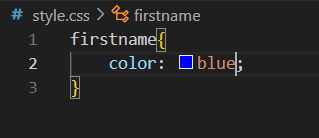 # style.css > firstname
1 firstname{
2     color: blue;
3 }